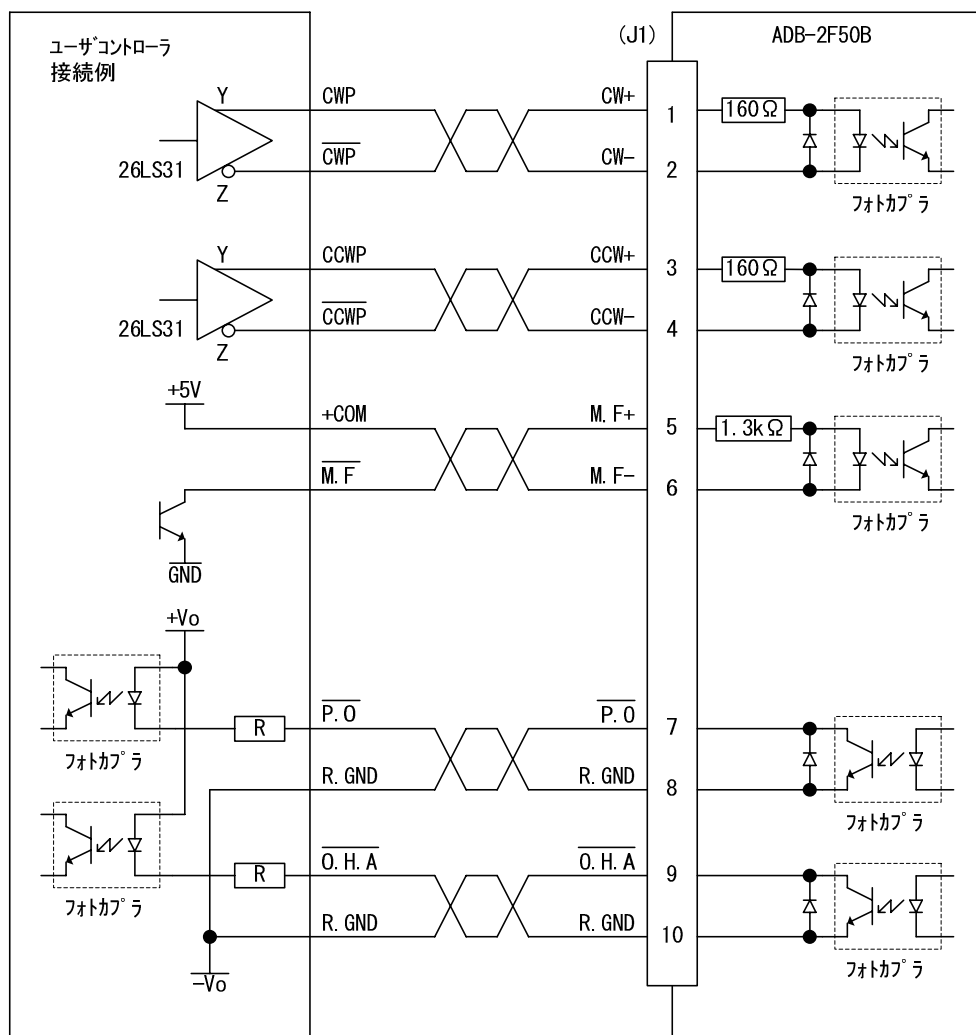 ユーザコントローラ
接続例
(J1)
ADB-2F50B
Y
CWP
CW+
1
160Ω
26LS31
CWP
CW-
2
Z
フォトカプラ
Y
CCWP
CCW+
3
160Ω
26LS31
CCWP
CCW-
4
Z
フォトカプラ
+5V
+COM
M.F+
5
1.3kΩ
M.F
M.F-
6
フォトカプラ
GND
+Vo
R
P.O
P.O
7
フォトカプラ
R.GND
R.GND
8
フォトカプラ
R
O.H.A
O.H.A
9
フォトカプラ
R.GND
R.GND
10
-Vo
フォトカプラ